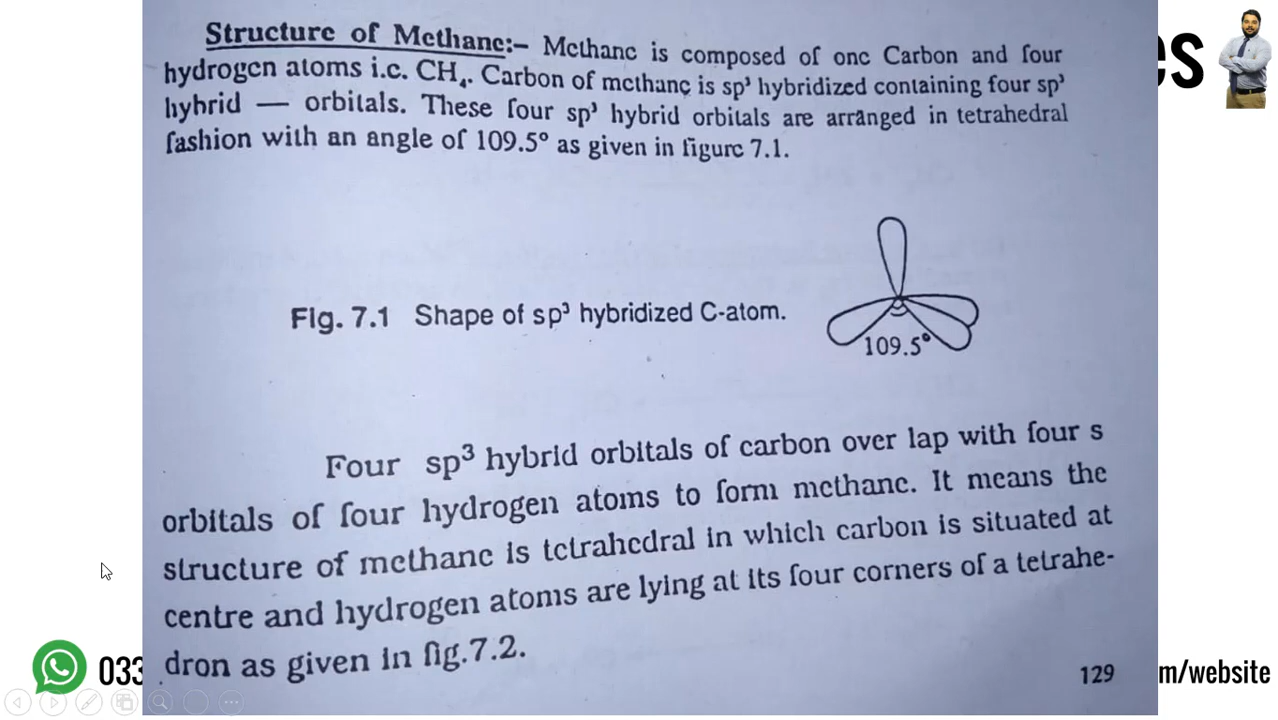 Structure of Methane:– Methane is composed of one Carbon and four
hydrogen atoms i.e. CH₄. Carbon of methane is sp³ hybridized containing four sp³
hybrid — orbitals. These four sp³ hybrid orbitals are arranged in tetrahedral
fashion with an angle of 109.5° as given in figure 7.1.
Fig. 7.1 Shape of sp³ hybridized C-atom.
109.5°
Four sp³ hybrid orbitals of carbon over lap with four s
orbitals of four hydrogen atoms to form methane. It means the
structure of methane is tetrahedral in which carbon is situated at
centre and hydrogen atoms are lying at its four corners of a tetrahe-
dron as given in fig.7.2.
129
cs
033
m/website